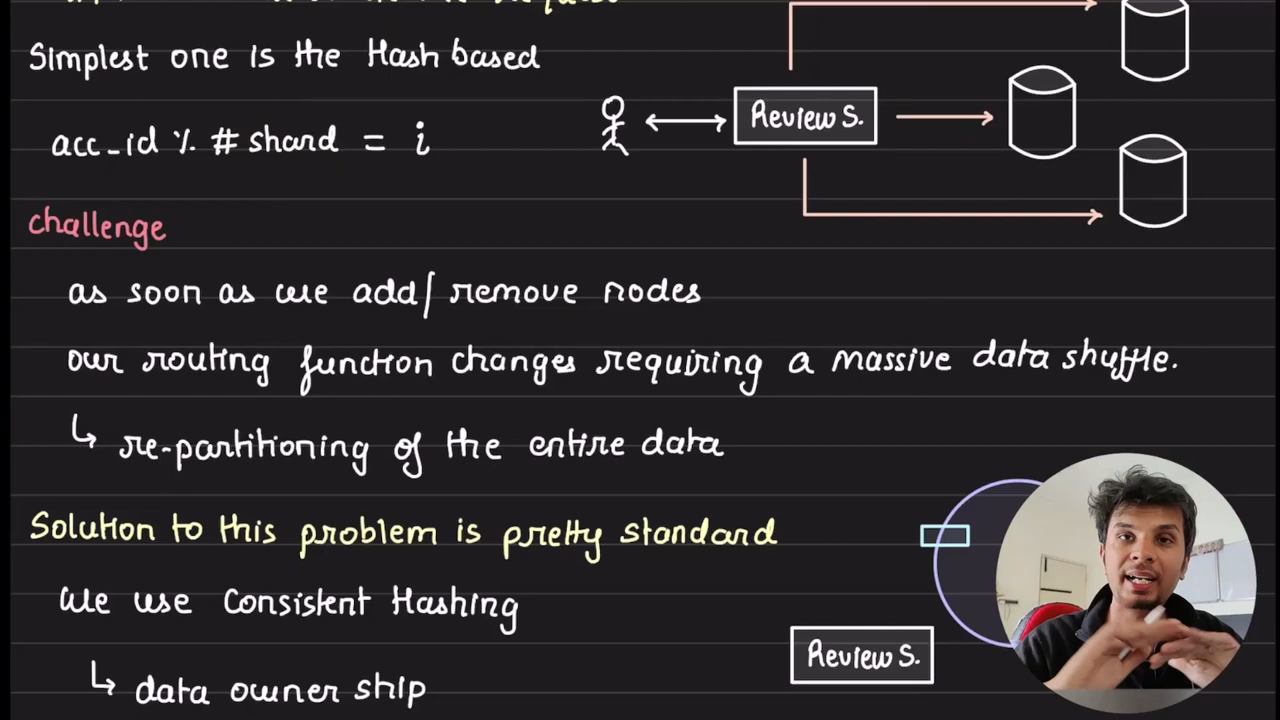 Simplest one is the Hash based
acc_id % # shard = i
Review S.
challenge
as soon as we add/remove nodes
our routing function changes requiring a massive data shuffle.
↳ re-partitioning of the entire data
Solution to this problem is pretty standard
We use Consistent Hashing
Review S.
↳ data ownership